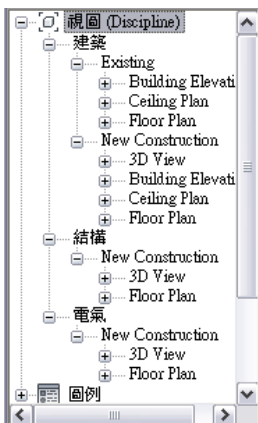 視圖 (Discipline)
建築
Existing
Building Elevati
Ceiling Plan
Floor Plan
New Construction
3D View
Building Elevati
Ceiling Plan
Floor Plan
結構
New Construction
3D View
Floor Plan
電氣
New Construction
3D View
Floor Plan
圖例